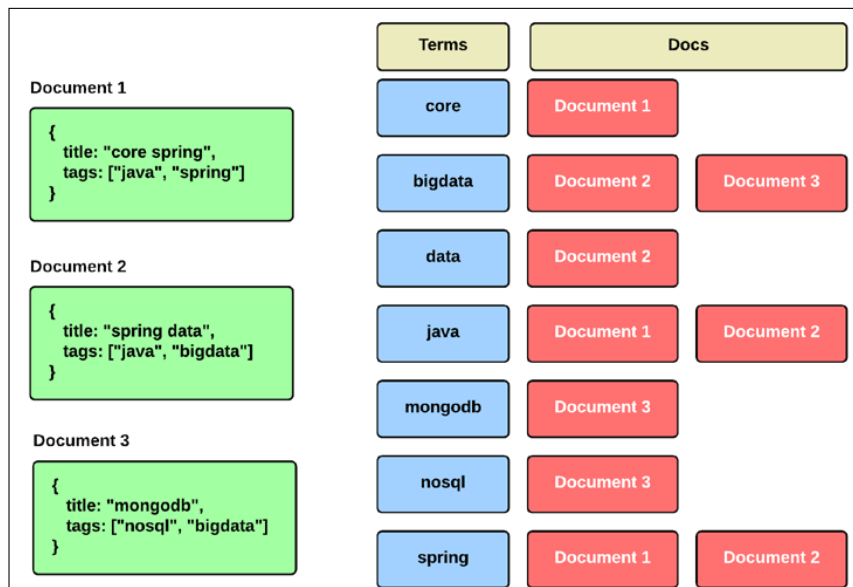 Document 1
{
title: "core spring",
tags: ["java", "spring"]
}
Document 2
{
title: "spring data",
tags: ["java", "bigdata"]
}
Document 3
{
title: "mongodb",
tags: ["nosql", "bigdata"]
}
Terms Docs
core Document 1
bigdata Document 2 Document 3
data Document 2
java Document 1 Document 2
mongodb Document 3
nosql Document 3
spring Document 1 Document 2